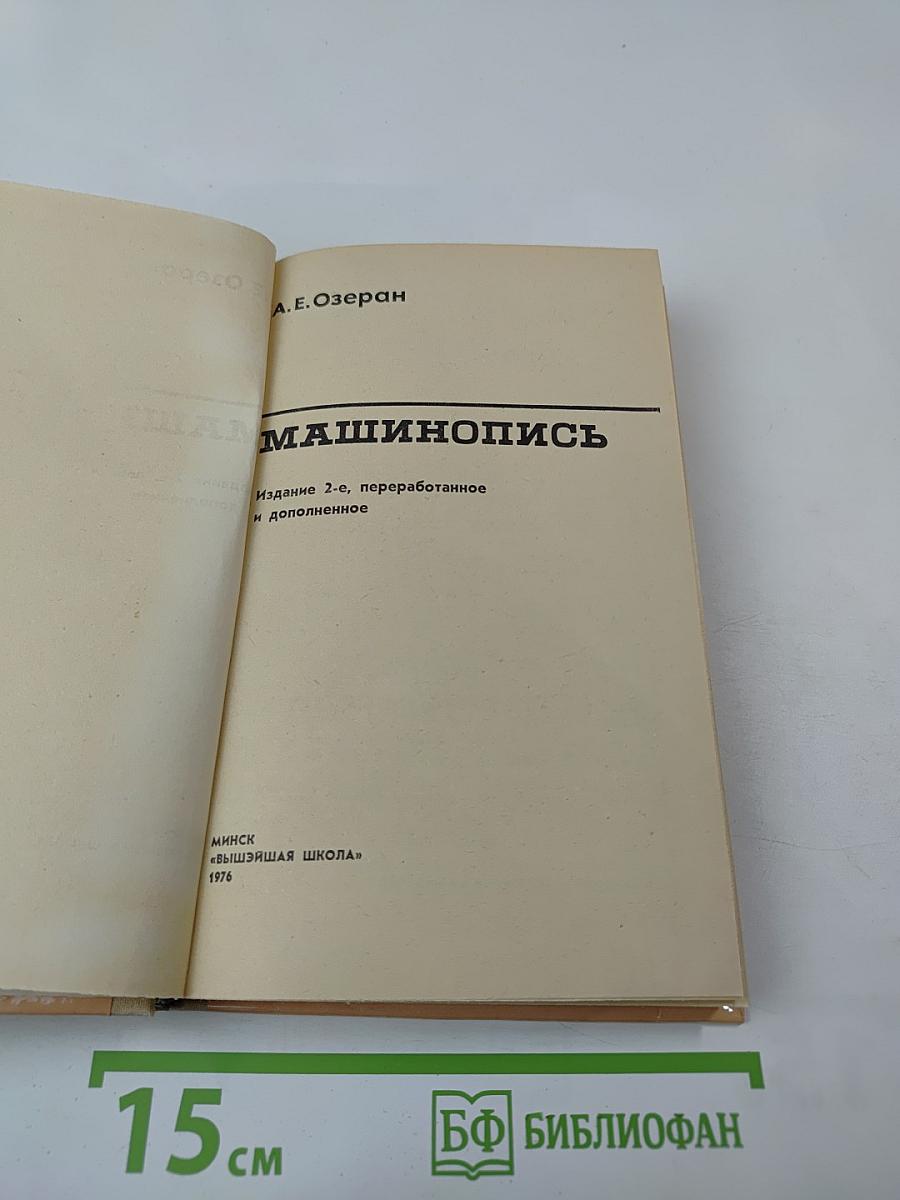 А. Е. Озеран
МАШИНОПИСЬ
Издание 2-е, переработанное
и дополненное
МИНСК
«ВЫШЭЙШАЯ ШКОЛА»
1976
15 см
БФ БИБЛИОФАН